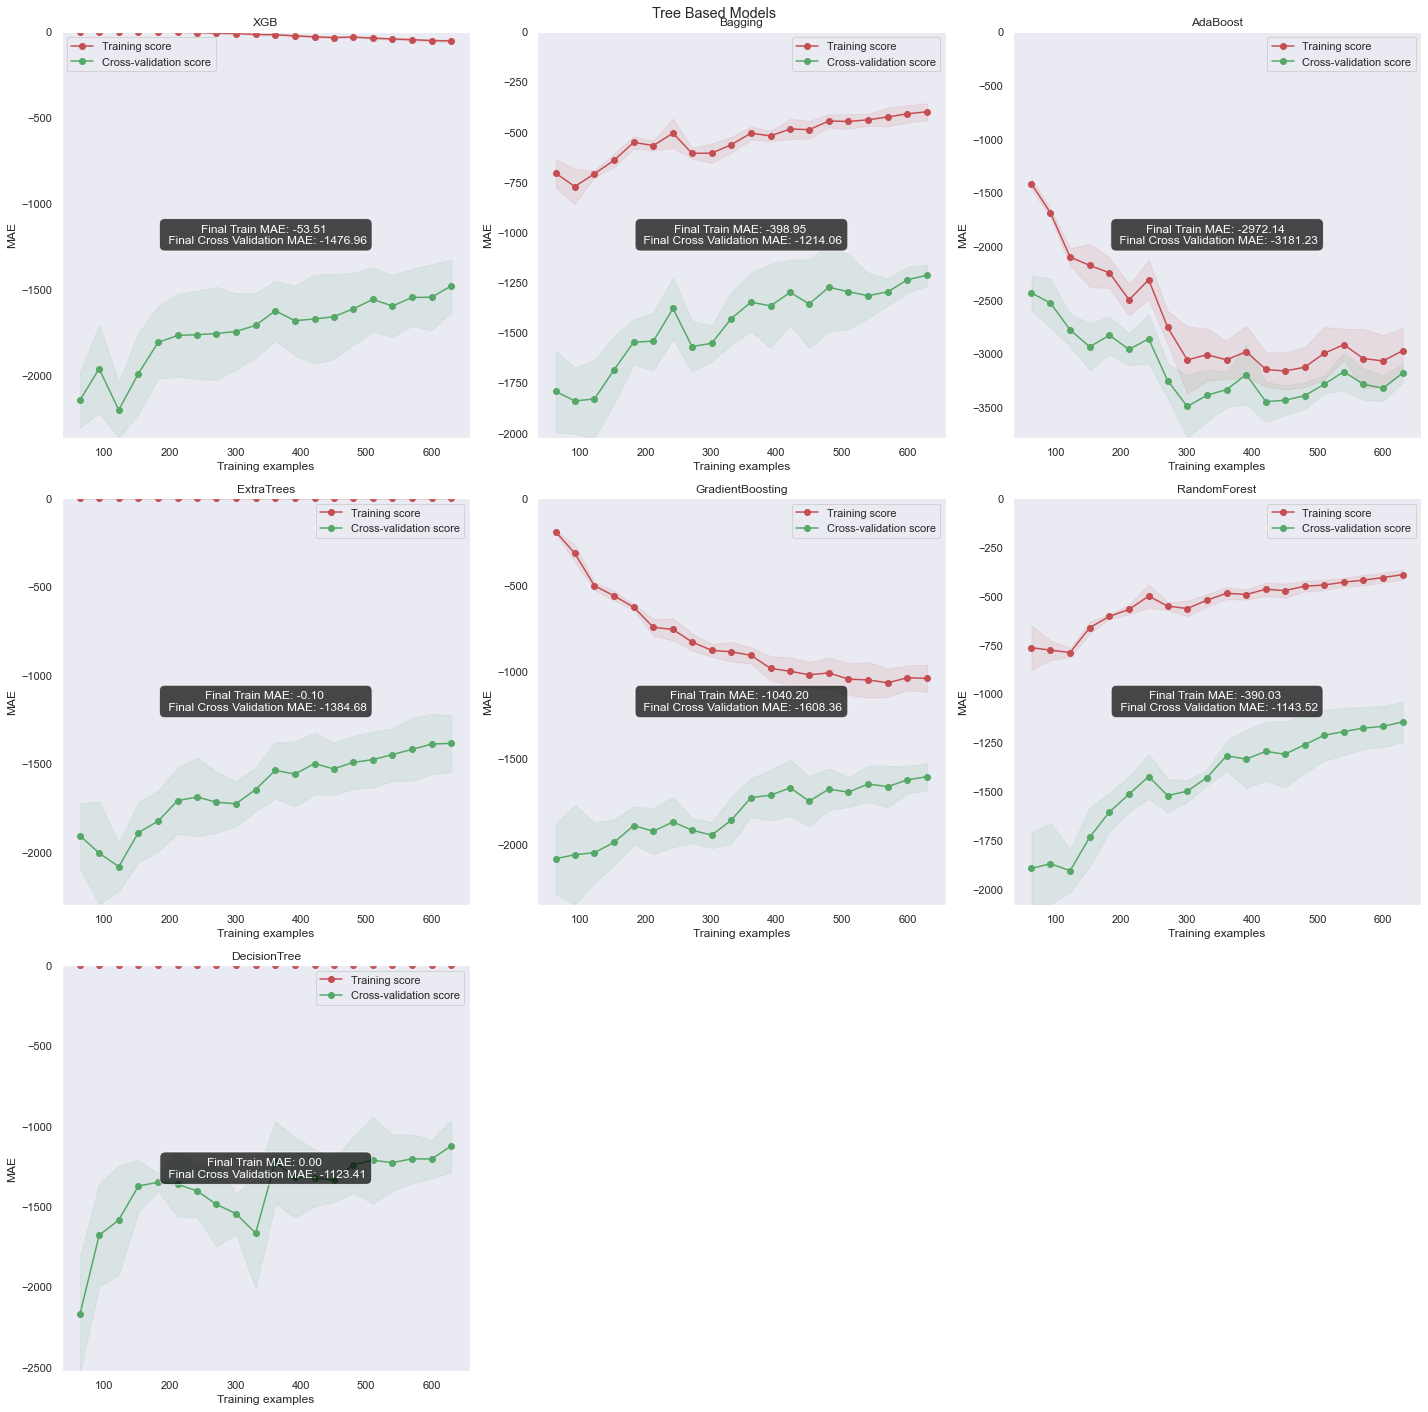 Tree Based Models
XGB
0
−500
−1000
−1500
−2000
MAE
Training score
Cross-validation score
Final Train MAE: -53.51
Final Cross Validation MAE: -1476.96
100 200 300 400 500 600
Training examples
Bagging
0
−250
−500
−750
−1000
−1250
−1500
−1750
−2000
MAE
Training score
Cross-validation score
Final Train MAE: -398.95
Final Cross Validation MAE: -1214.06
100 200 300 400 500 600
Training examples
AdaBoost
0
−500
−1000
−1500
−2000
−2500
−3000
−3500
MAE
Training score
Cross-validation score
Final Train MAE: -2972.14
Final Cross Validation MAE: -3181.23
100 200 300 400 500 600
Training examples
ExtraTrees
0
−500
−1000
−1500
−2000
MAE
Training score
Cross-validation score
Final Train MAE: -0.10
Final Cross Validation MAE: -1384.68
100 200 300 400 500 600
Training examples
GradientBoosting
0
−500
−1000
−1500
−2000
MAE
Training score
Cross-validation score
Final Train MAE: -1040.20
Final Cross Validation MAE: -1608.36
100 200 300 400 500 600
Training examples
RandomForest
0
−250
−500
−750
−1000
−1250
−1500
−1750
−2000
MAE
Training score
Cross-validation score
Final Train MAE: -390.03
Final Cross Validation MAE: -1143.52
100 200 300 400 500 600
Training examples
DecisionTree
0
−500
−1000
−1500
−2000
−2500
MAE
Training score
Cross-validation score
Final Train MAE: 0.00
Final Cross Validation MAE: -1123.41
100 200 300 400 500 600
Training examples